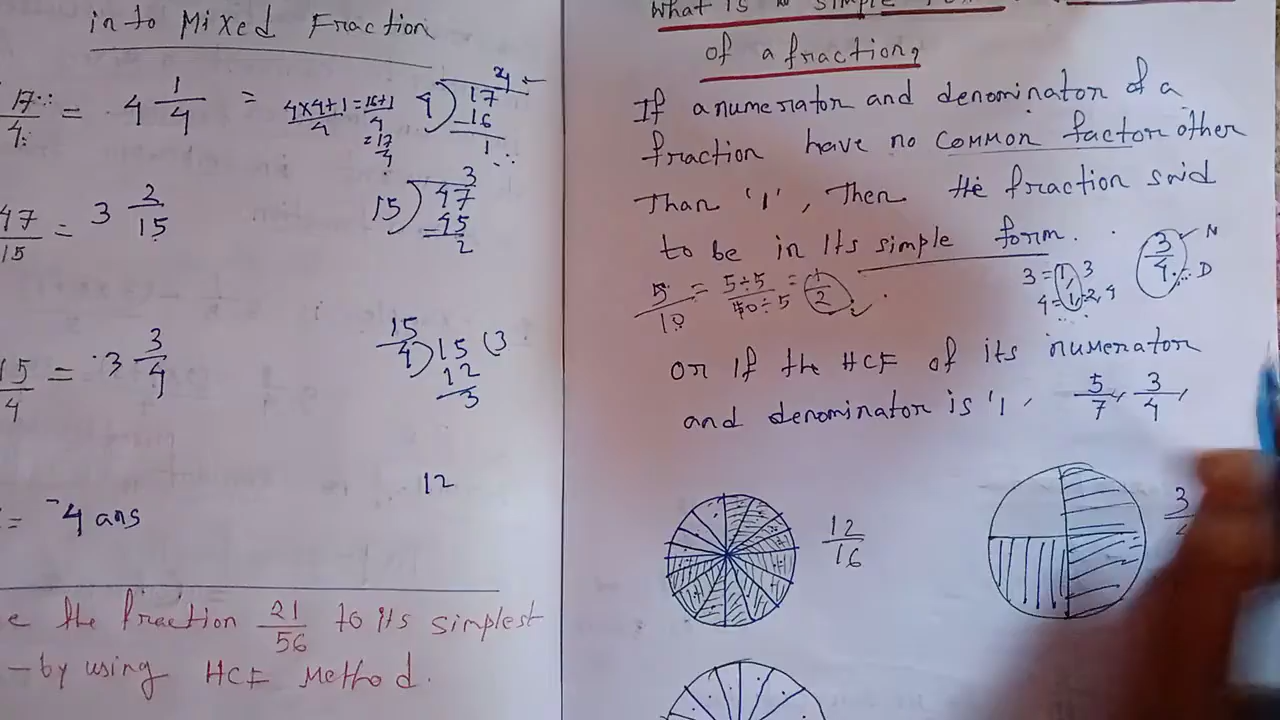 in to Mixed Fraction
17/4 = 4 1/4 = 4×4+1/4 = 16+1/4 = 17/4
4 ) 17 ( 4
16
1
47/15 = 3 2/15
15 ) 47 ( 3
45
2
15/4 = 3 3/4
15/4 ) 15 ( 3
12
3
12
= -4 ans
the fraction 21/56 to its simplest
- by using HCF Method.
What is simple
of a fraction,
If a numerator and denominator of a
fraction have no common factor other
Than '1', Then the fraction said
to be in Its simple form.
3/4 N D
3 = 1, 3
4 = 1, 2, 4
5/10 = 5÷5/10÷5 = 1/2
or If the HCF of its numerator
and denominator is '1, 5/7, 3/4,
12/16
3/4